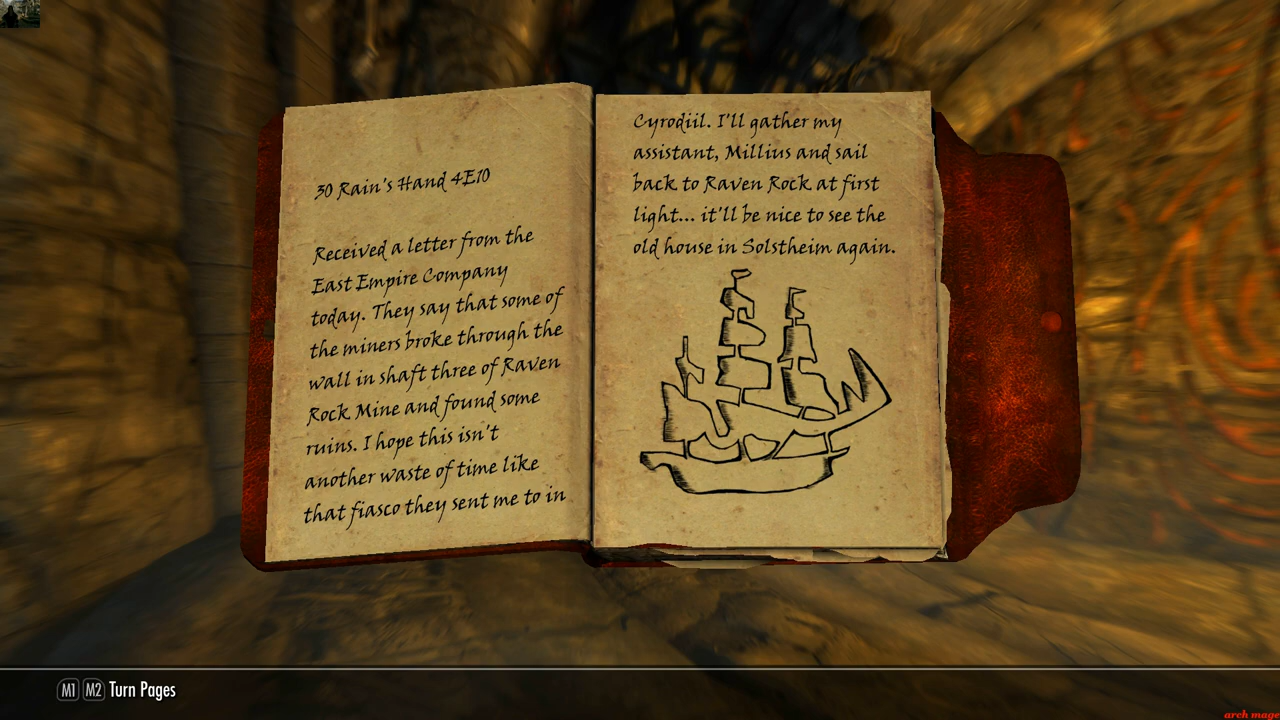 30 Rain's Hand 4E10
Received a letter from the
East Empire Company
today. They say that some of
the miners broke through the
wall in shaft three of Raven
Rock Mine and found some
ruins. I hope this isn't
another waste of time like
that fiasco they sent me to in
Cyrodiil. I'll gather my
assistant, Millius and sail
back to Raven Rock at first
light... it'll be nice to see the
old house in Solstheim again.
M1 M2 Turn Pages
arch mage